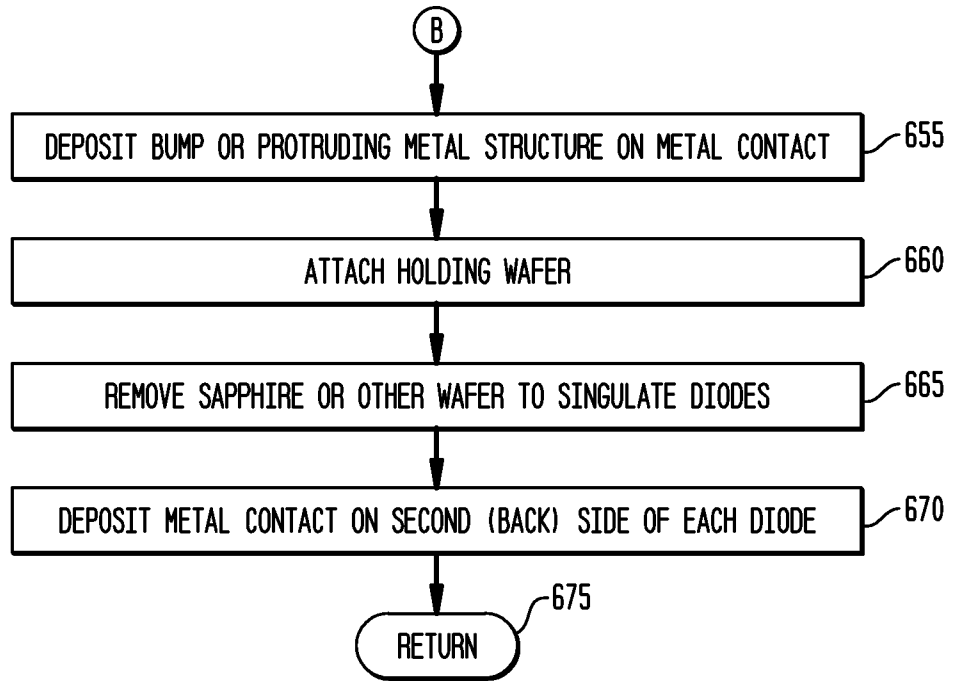 B
DEPOSIT BUMP OR PROTRUDING METAL STRUCTURE ON METAL CONTACT
655
ATTACH HOLDING WAFER
660
REMOVE SAPPHIRE OR OTHER WAFER TO SINGULATE DIODES
665
DEPOSIT METAL CONTACT ON SECOND (BACK) SIDE OF EACH DIODE
670
675
RETURN